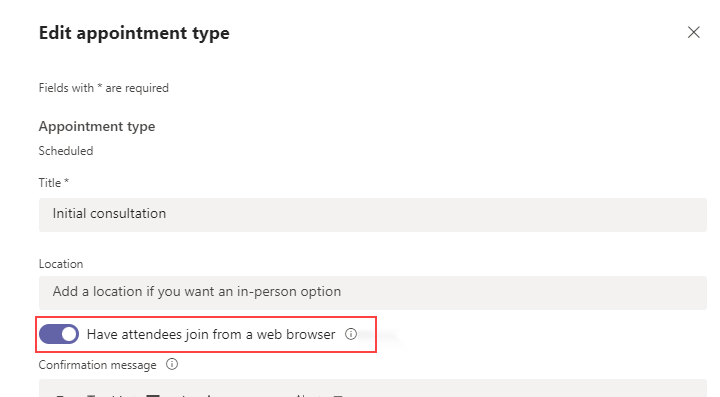 Edit appointment type
Fields with * are required
Appointment type
Scheduled
Title *
Initial consultation
Location
Add a location if you want an in-person option
Have attendees join from a web browser
Confirmation message